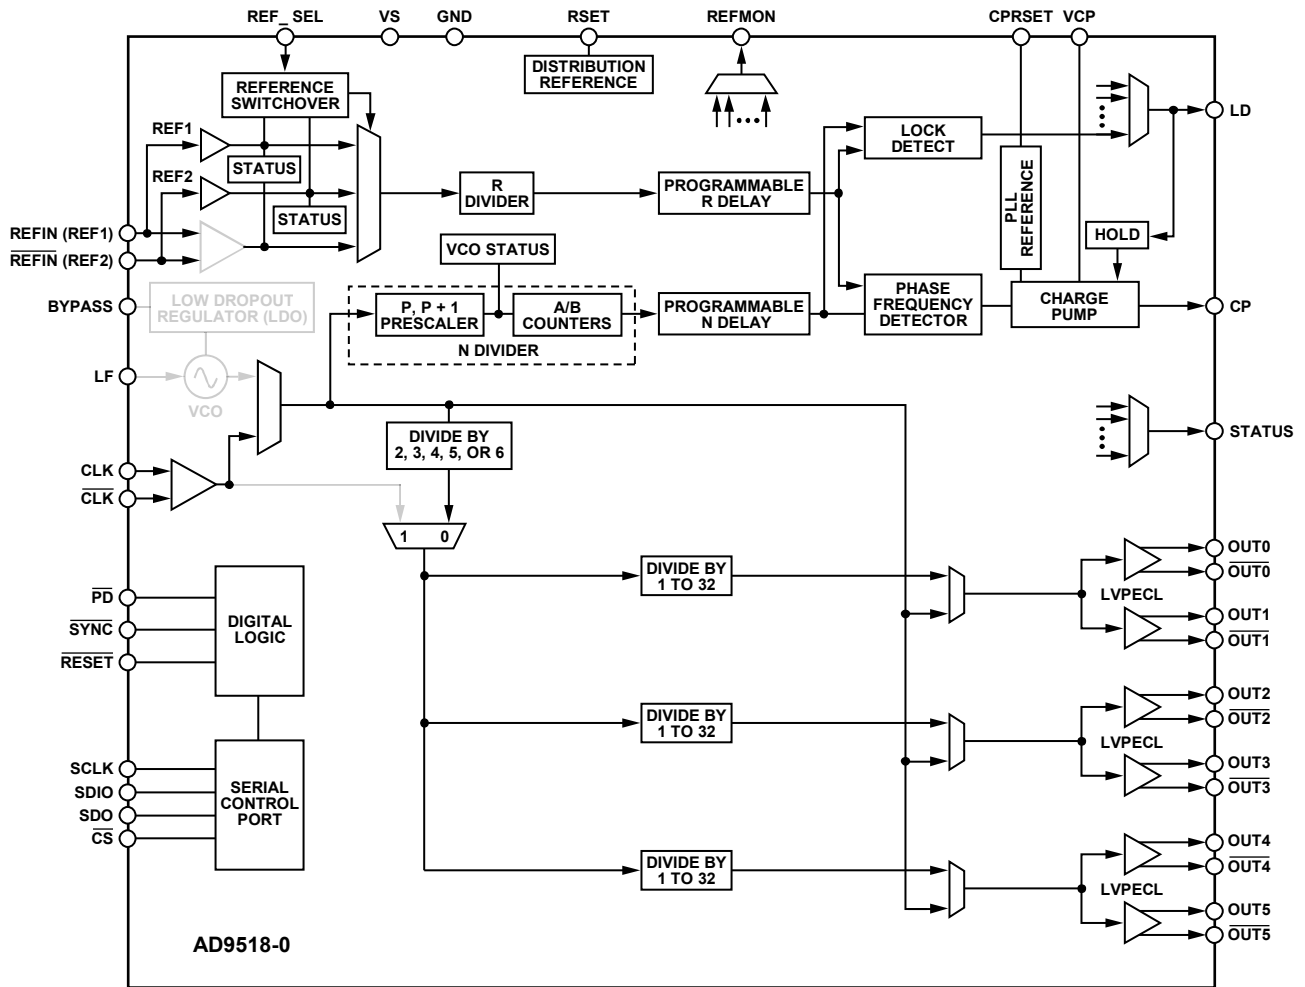 REF_ SEL
VS
GND
RSET
REFMON
CPRSET
VCP
REFERENCE
SWITCHOVER
DISTRIBUTION
REFERENCE
REF1
STATUS
REF2
STATUS
R
DIVIDER
PROGRAMMABLE
R DELAY
LOCK
DETECT
PLL
REFERENCE
HOLD
LD
REFIN (REF1)
REFIN (REF2)
BYPASS
LOW DROPOUT
REGULATOR (LDO)
VCO STATUS
P, P + 1
PRESCALER
A/B
COUNTERS
N DIVIDER
PROGRAMMABLE
N DELAY
PHASE
FREQUENCY
DETECTOR
CHARGE
PUMP
CP
LF
VCO
STATUS
DIVIDE BY
2, 3, 4, 5, OR 6
CLK
CLK
1 0
PD
SYNC
RESET
DIGITAL
LOGIC
DIVIDE BY
1 TO 32
LVPECL
OUT0
OUT0
OUT1
OUT1
DIVIDE BY
1 TO 32
LVPECL
OUT2
OUT2
OUT3
OUT3
SCLK
SDIO
SDO
CS
SERIAL
CONTROL
PORT
DIVIDE BY
1 TO 32
LVPECL
OUT4
OUT4
OUT5
OUT5
AD9518-0